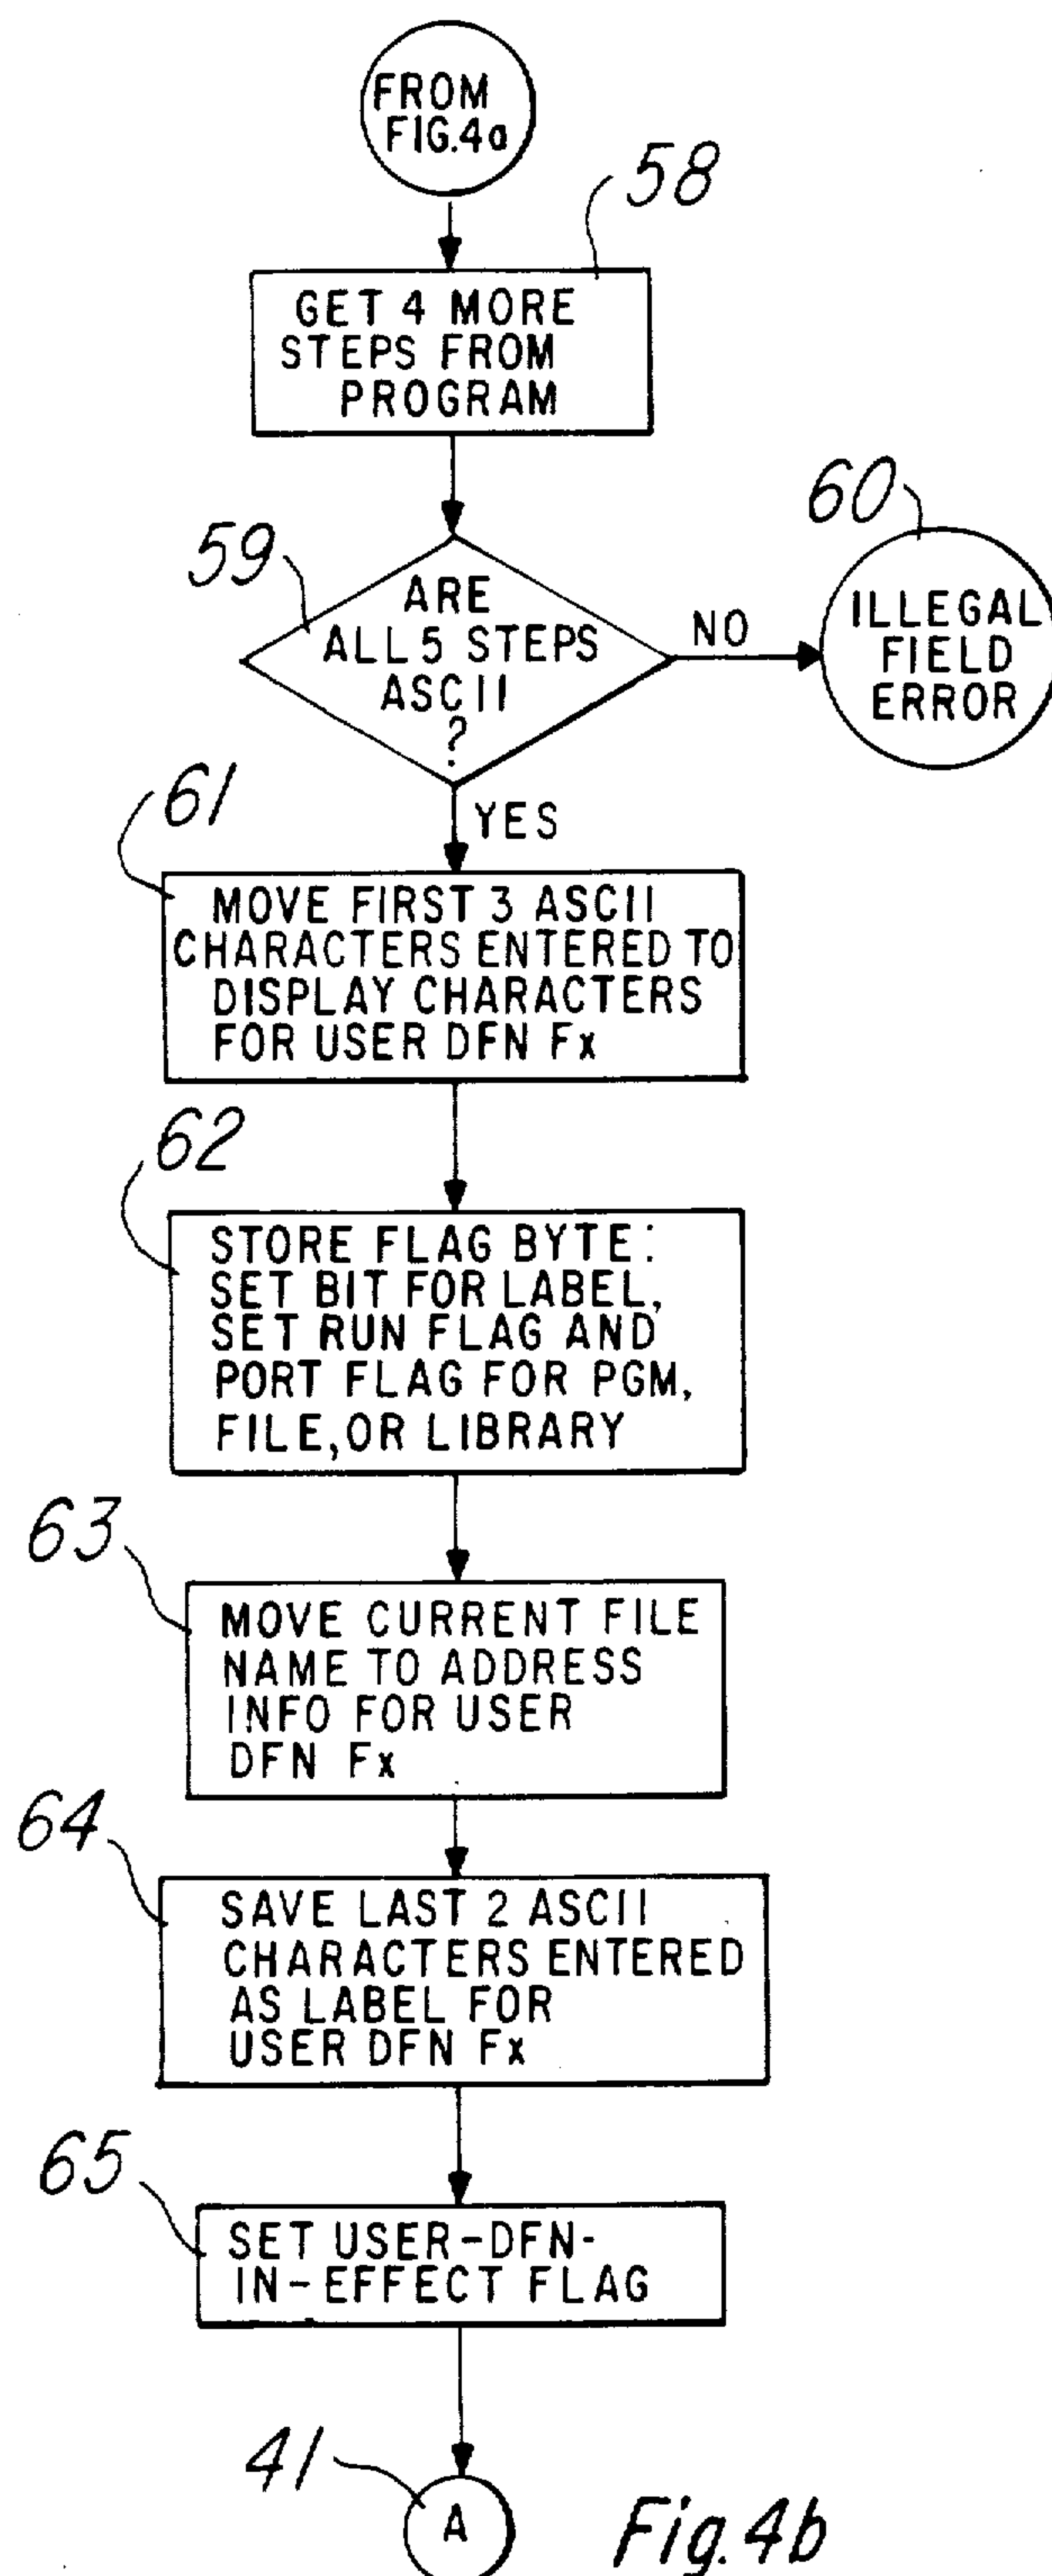 FROM
FIG.4a
58
GET 4 MORE
STEPS FROM
PROGRAM
59
ARE
ALL 5 STEPS
ASCII
?
NO
60
ILLEGAL
FIELD
ERROR
YES
61
MOVE FIRST 3 ASCII
CHARACTERS ENTERED TO
DISPLAY CHARACTERS
FOR USER DFN Fx
62
STORE FLAG BYTE:
SET BIT FOR LABEL,
SET RUN FLAG AND
PORT FLAG FOR PGM,
FILE, OR LIBRARY
63
MOVE CURRENT FILE
NAME TO ADDRESS
INFO FOR USER
DFN Fx
64
SAVE LAST 2 ASCII
CHARACTERS ENTERED
AS LABEL FOR
USER DFN Fx
65
SET USER-DFN-
IN-EFFECT FLAG
41
A
Fig. 4b